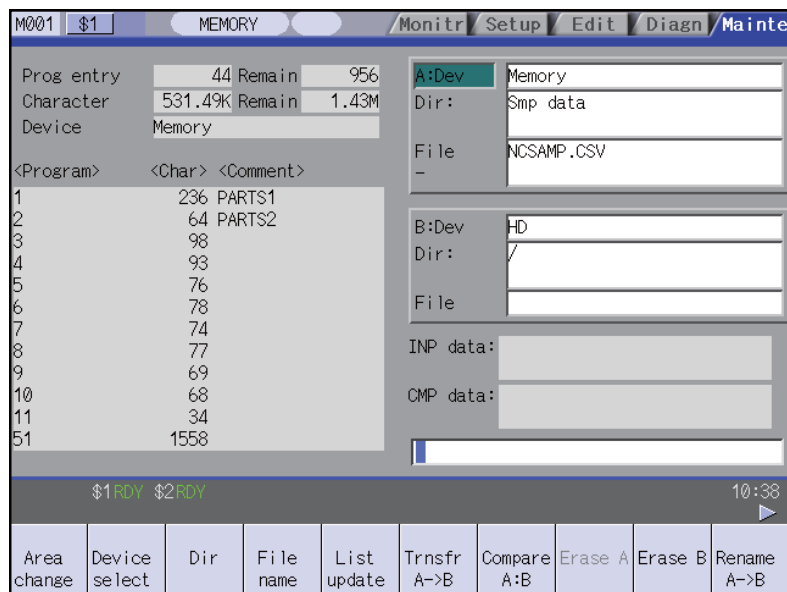 M001 $1 MEMORY Monitr Setup Edit Diagn Mainte
Prog entry 44 Remain 956
Character 531.49K Remain 1.43M
Device Memory
<Program> <Char> <Comment>
1 236 PARTS1
2 64 PARTS2
3 98
4 93
5 76
6 78
7 74
8 77
9 69
10 68
11 34
51 1558
A:Dev Memory
Dir: Smp data
File NCSAMP.CSV
–
B:Dev HD
Dir: /
File
INP data:
CMP data:
$1 RDY $2 RDY 10:38
Area change
Device select
Dir
File name
List update
Trnsfr A->B
Compare A:B
Erase A
Erase B
Rename A->B